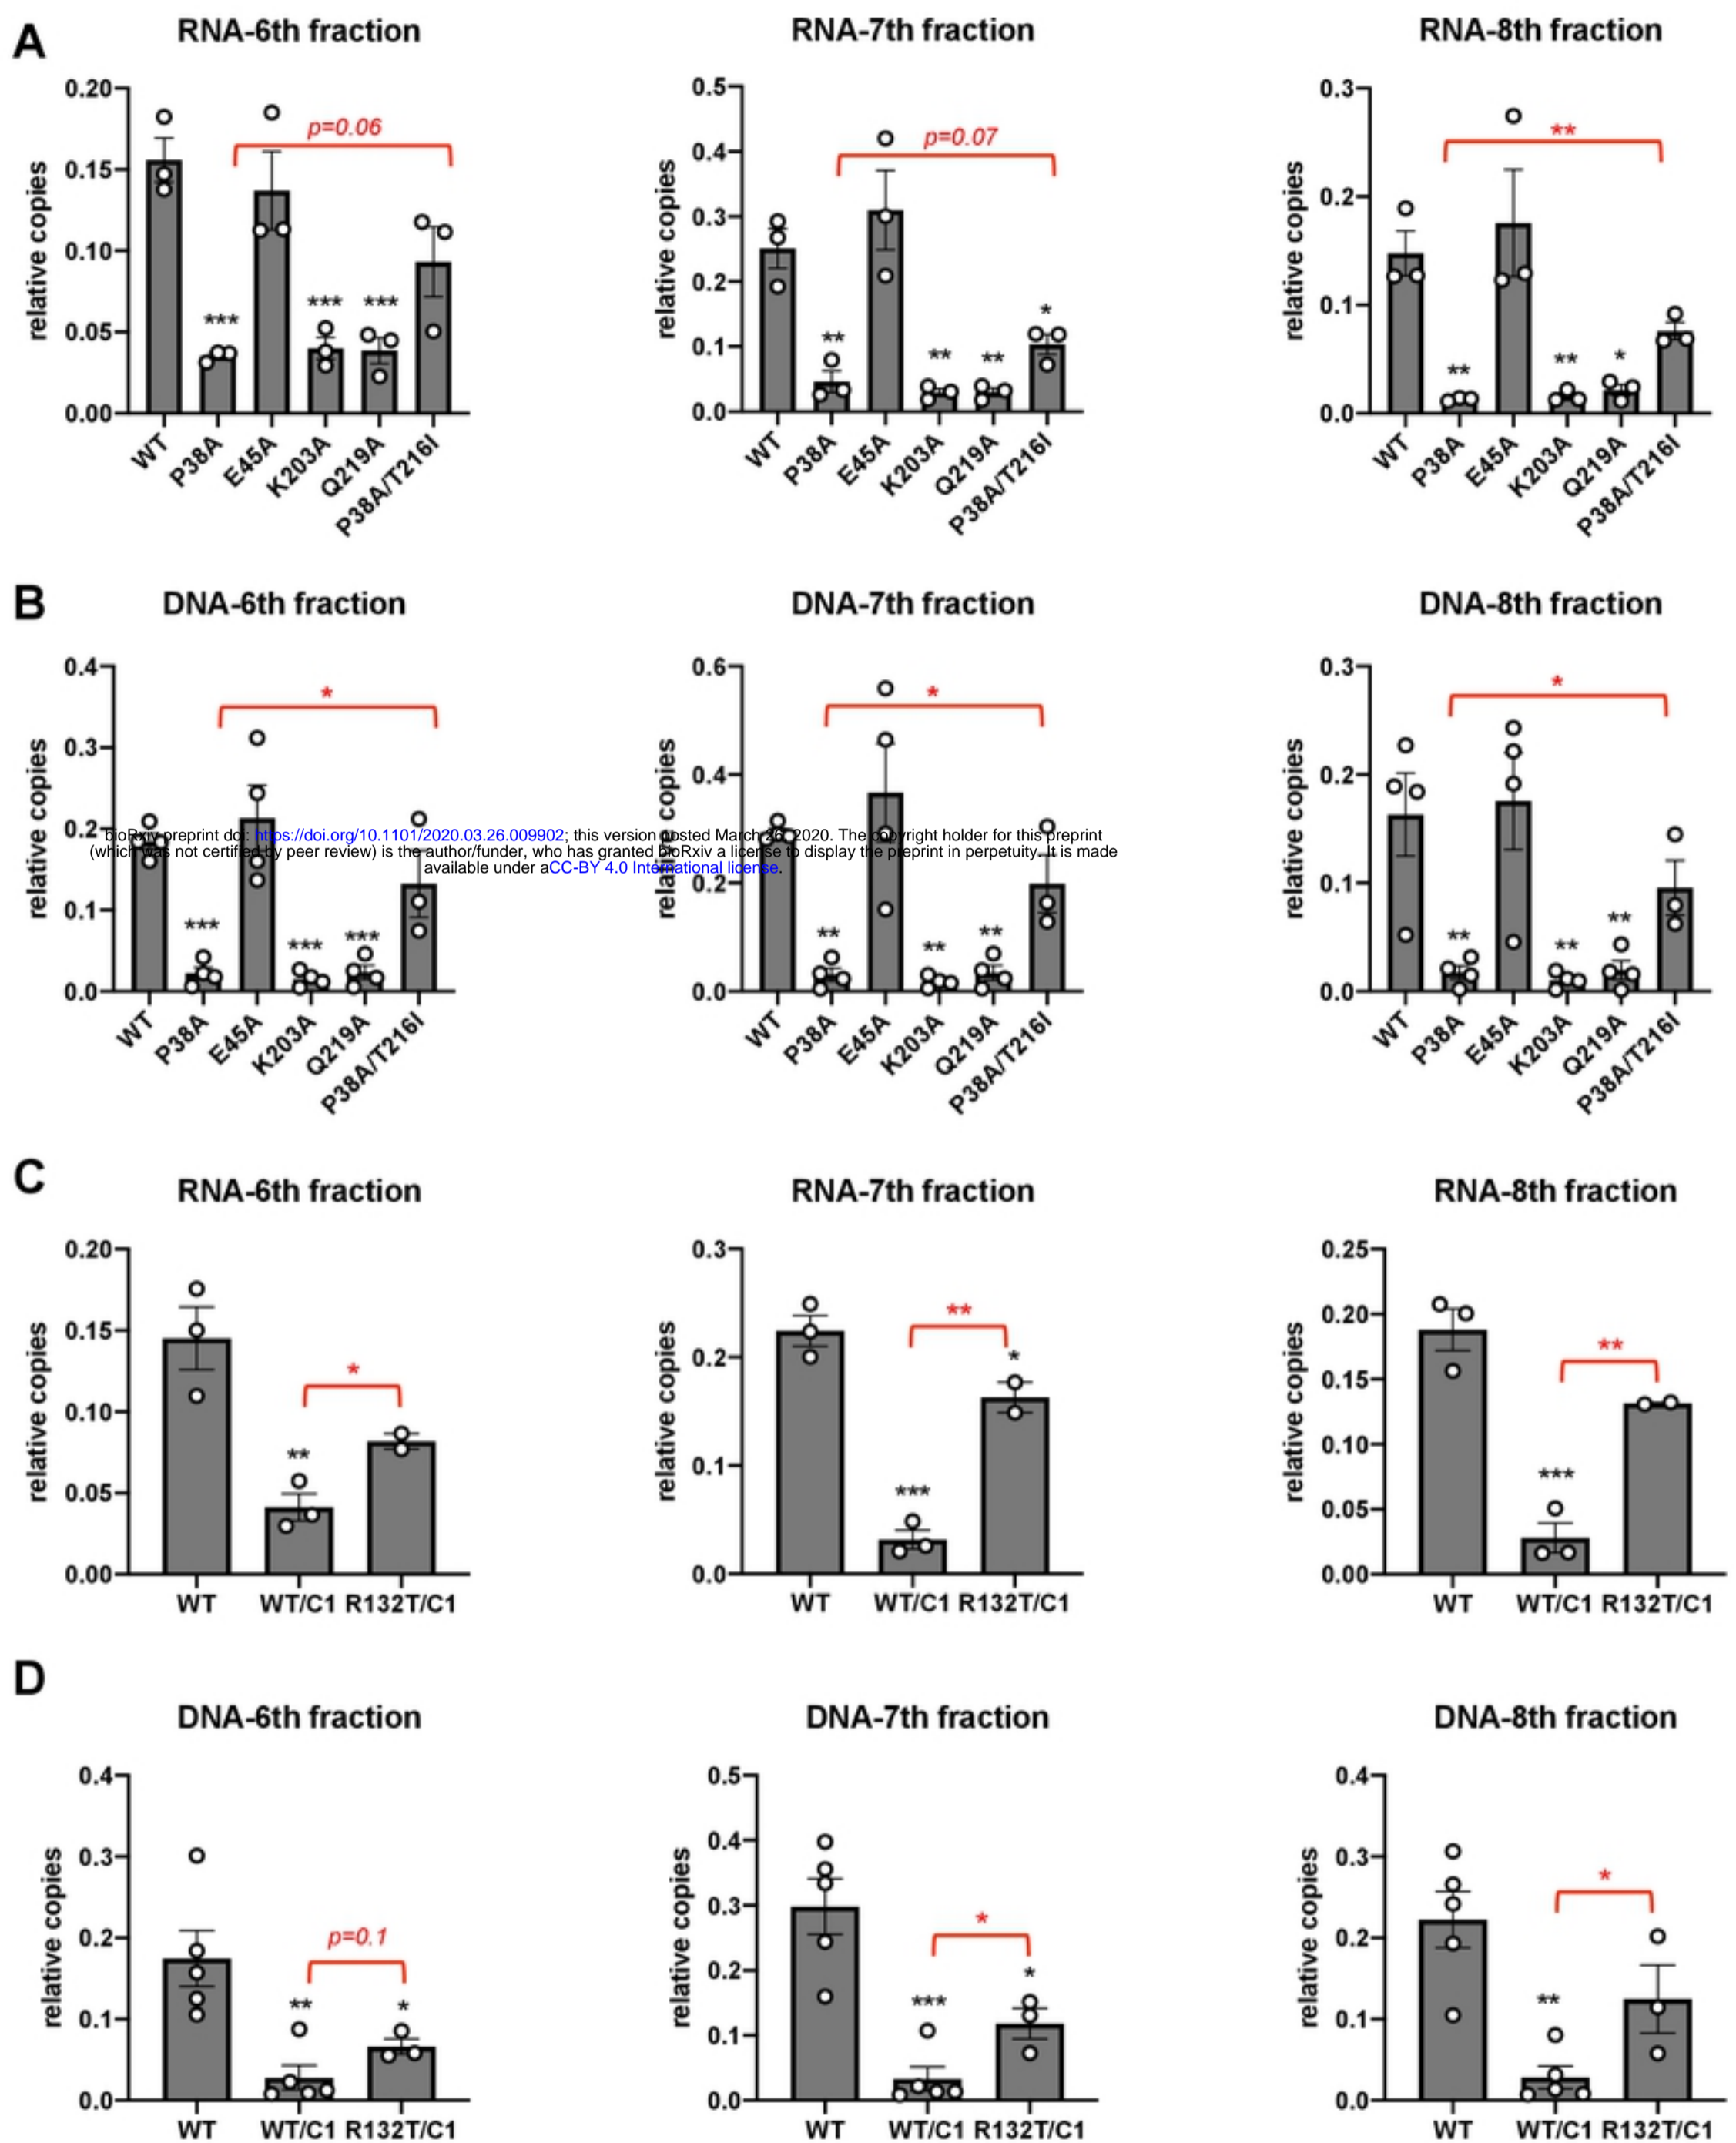 A
RNA-6th fraction
relative copies
0.20
0.15
0.10
0.05
0.00
p=0.06
***
***
***
WT
P38A
E45A
K203A
Q219A
P38A/T216I
RNA-7th fraction
relative copies
0.5
0.4
0.3
0.2
0.1
0.0
p=0.07
**
**
**
*
WT
P38A
E45A
K203A
Q219A
P38A/T216I
RNA-8th fraction
relative copies
0.3
0.2
0.1
0.0
**
**
**
*
WT
P38A
E45A
K203A
Q219A
P38A/T216I
B
DNA-6th fraction
relative copies
0.4
0.3
0.2
0.1
0.0
*
***
***
***
WT
P38A
E45A
K203A
Q219A
P38A/T216I
DNA-7th fraction
relative copies
0.6
0.4
0.2
0.0
*
**
**
**
WT
P38A
E45A
K203A
Q219A
P38A/T216I
DNA-8th fraction
relative copies
0.3
0.2
0.1
0.0
*
**
**
**
WT
P38A
E45A
K203A
Q219A
P38A/T216I
bioRxiv preprint doi: https://doi.org/10.1101/2020.03.26.009902; this version posted March 26, 2020. The copyright holder for this preprint
(which was not certified by peer review) is the author/funder, who has granted bioRxiv a license to display the preprint in perpetuity. It is made
available under aCC-BY 4.0 International license.
C
RNA-6th fraction
relative copies
0.20
0.15
0.10
0.05
0.00
*
**
WT
WT/C1
R132T/C1
RNA-7th fraction
relative copies
0.3
0.2
0.1
0.0
**
*
***
WT
WT/C1
R132T/C1
RNA-8th fraction
relative copies
0.25
0.20
0.15
0.10
0.05
0.00
**
***
WT
WT/C1
R132T/C1
D
DNA-6th fraction
relative copies
0.4
0.3
0.2
0.1
0.0
p=0.1
**
*
WT
WT/C1
R132T/C1
DNA-7th fraction
relative copies
0.5
0.4
0.3
0.2
0.1
0.0
*
*
***
WT
WT/C1
R132T/C1
DNA-8th fraction
relative copies
0.4
0.3
0.2
0.1
0.0
*
**
WT
WT/C1
R132T/C1